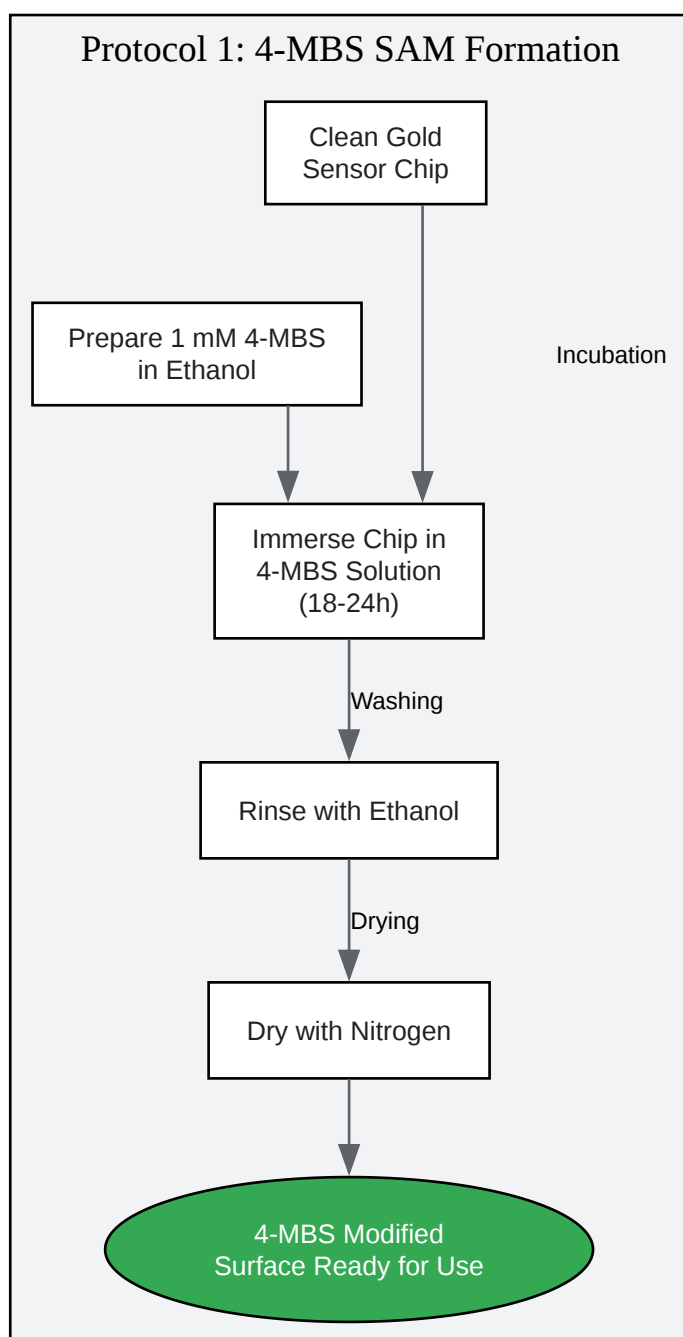 Protocol 1: 4-MBS SAM Formation
Clean Gold
Sensor Chip
Prepare 1 mM 4-MBS
in Ethanol
Incubation
Immerse Chip in
4-MBS Solution
(18-24h)
Washing
Rinse with Ethanol
Drying
Dry with Nitrogen
4-MBS Modified
Surface Ready for Use